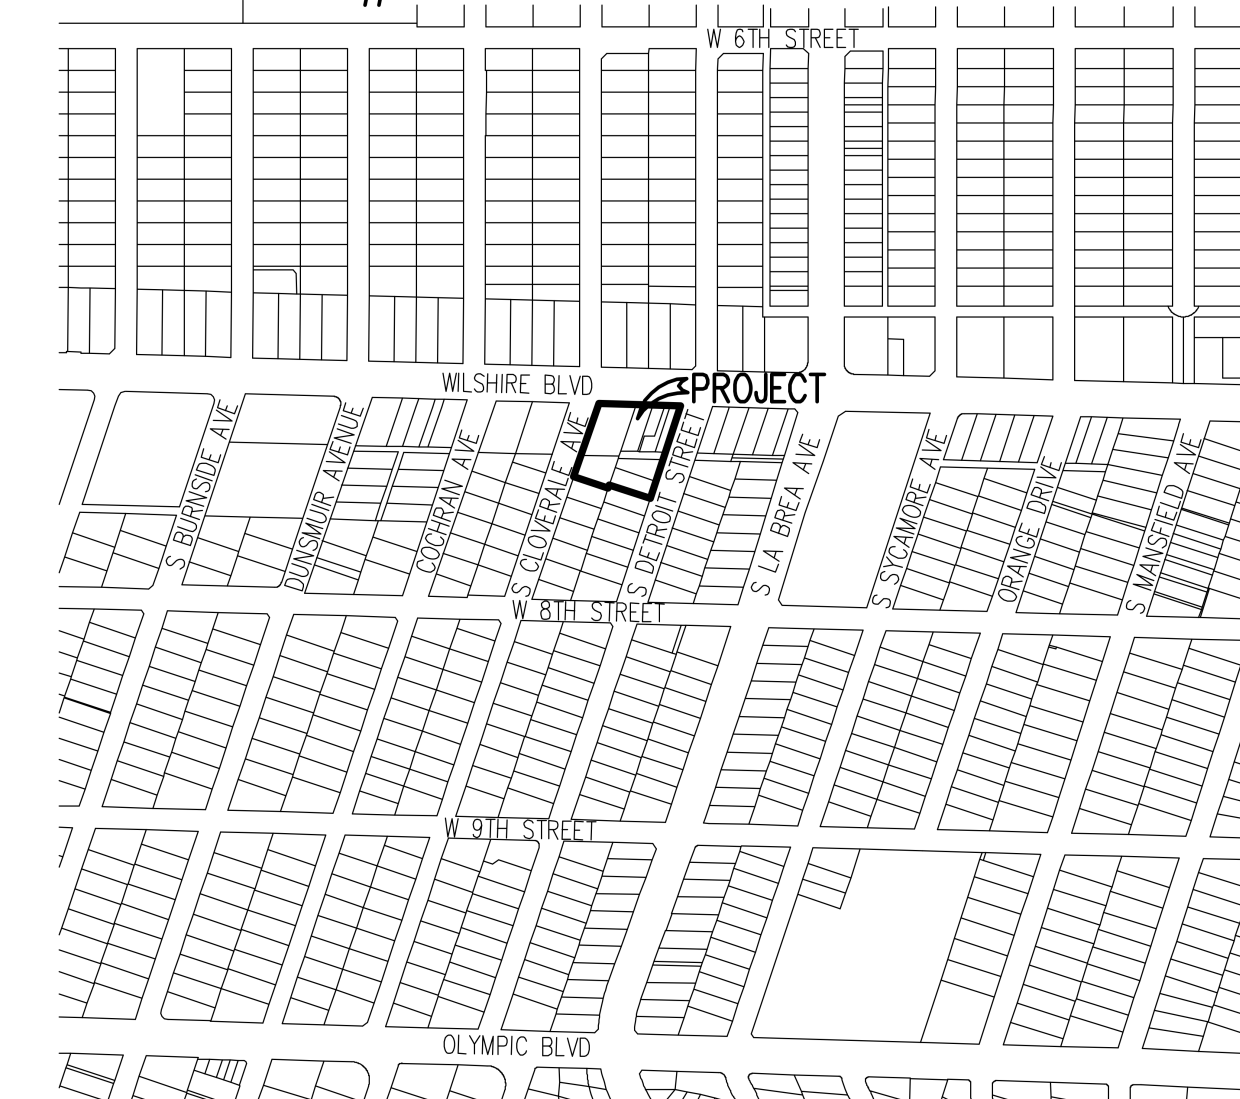 W 6TH STREET
WILSHIRE BLVD
PROJECT
S BURNSIDE AVE
DUNSMUIR AVENUE
COCHRAN AVE
S CLOVERALE AVE
S DETROIT STREET
S LA BREA AVE
S SYCAMORE AVE
ORANGE DRIVE
S MANSFIELD AVE
W 8TH STREET
W 9TH STREET
OLYMPIC BLVD